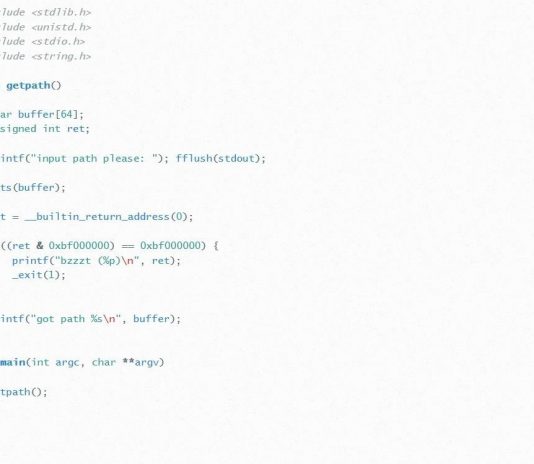 lude <stdlib.h>
lude <unistd.h>
lude <stdio.h>
lude <string.h>
getpath()
ar buffer[64];
signed int ret;
intf("input path please: "); fflush(stdout);
ts(buffer);
t = __builtin_return_address(0);
((ret & 0xbf000000) == 0xbf000000) {
printf("bzzzt (%p)\n", ret);
_exit(1);
intf("got path %s\n", buffer);
main(int argc, char **argv)
tpath();